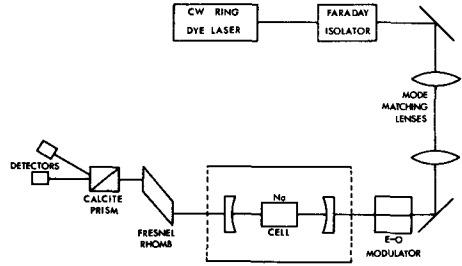 CW RING
DYE LASER
FARADAY
ISOLATOR
MODE
MATCHING
LENSES
DETECTORS
CALCITE
PRISM
FRESNEL
RHOMB
Na
CELL
E-O
MODULATOR